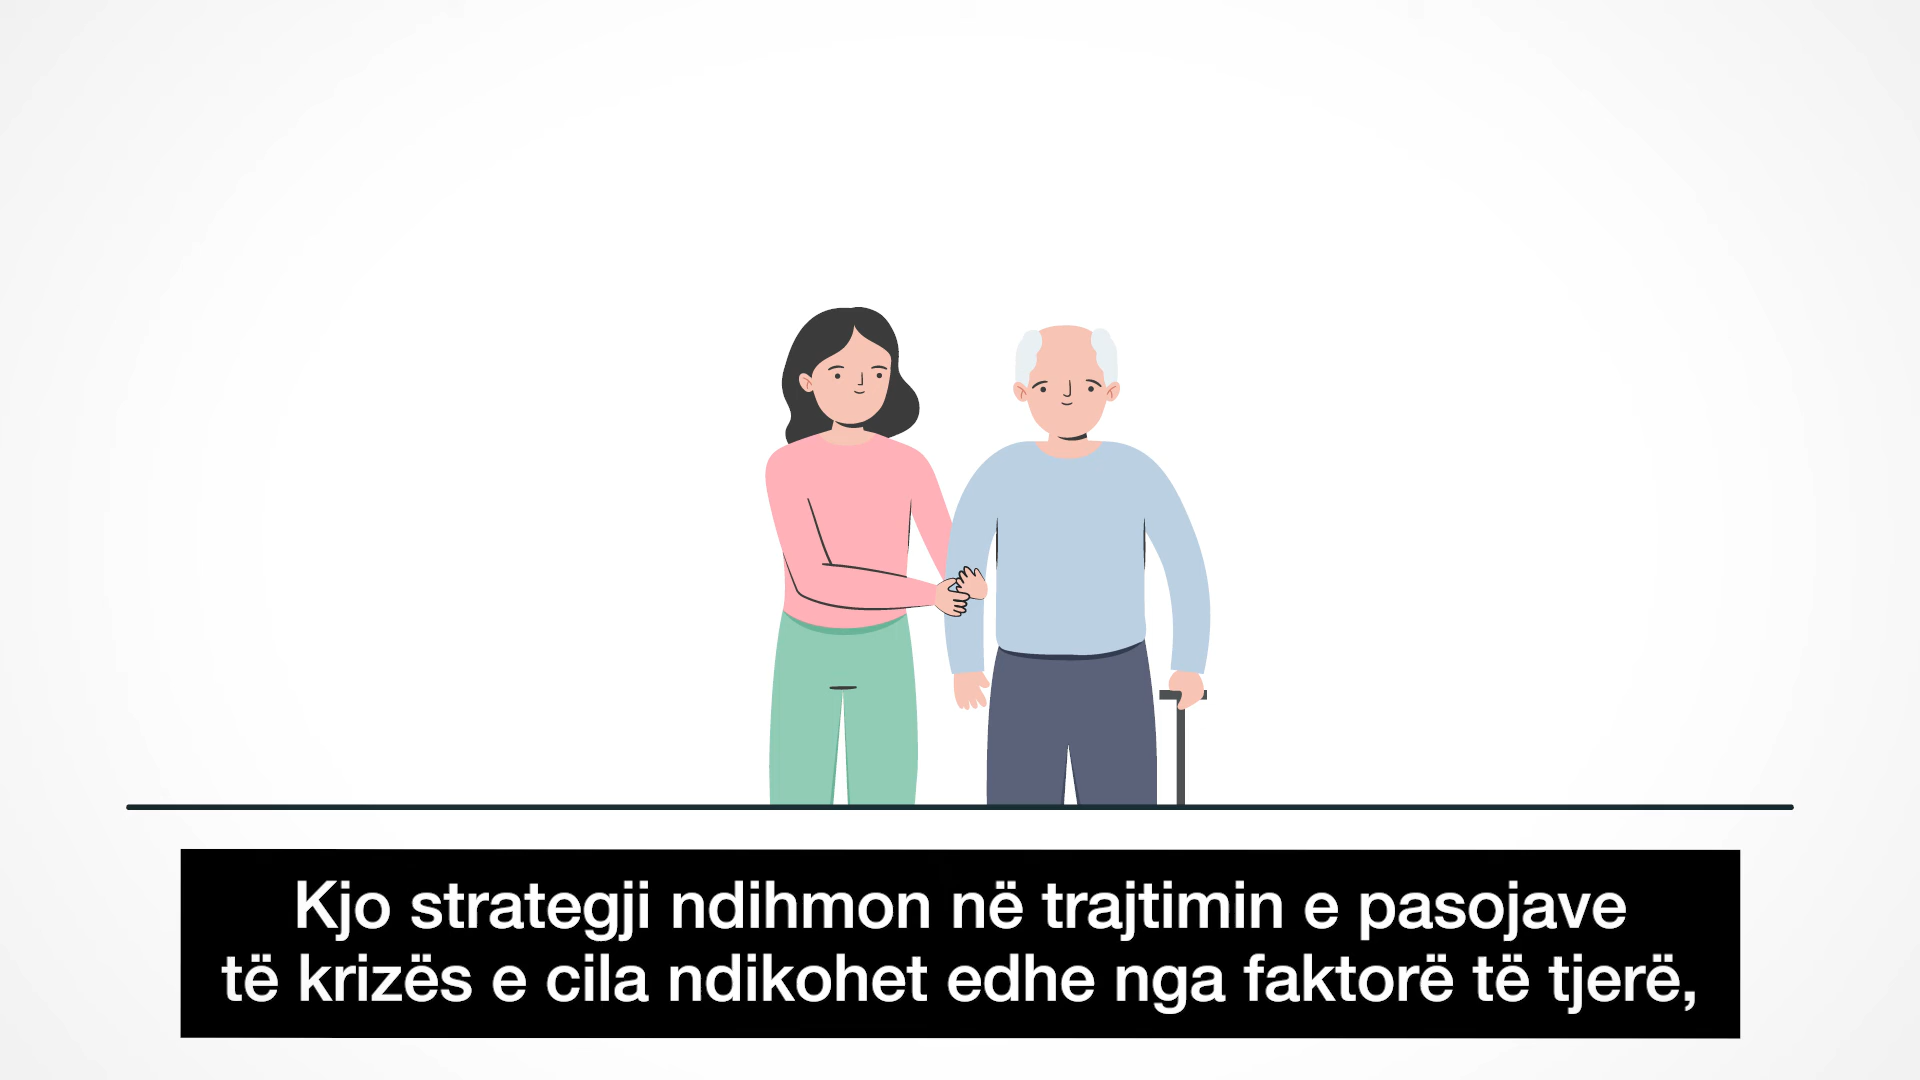 Kjo strategji ndihmon në trajtimin e pasojave
të krizës e cila ndikohet edhe nga faktorë të tjerë,